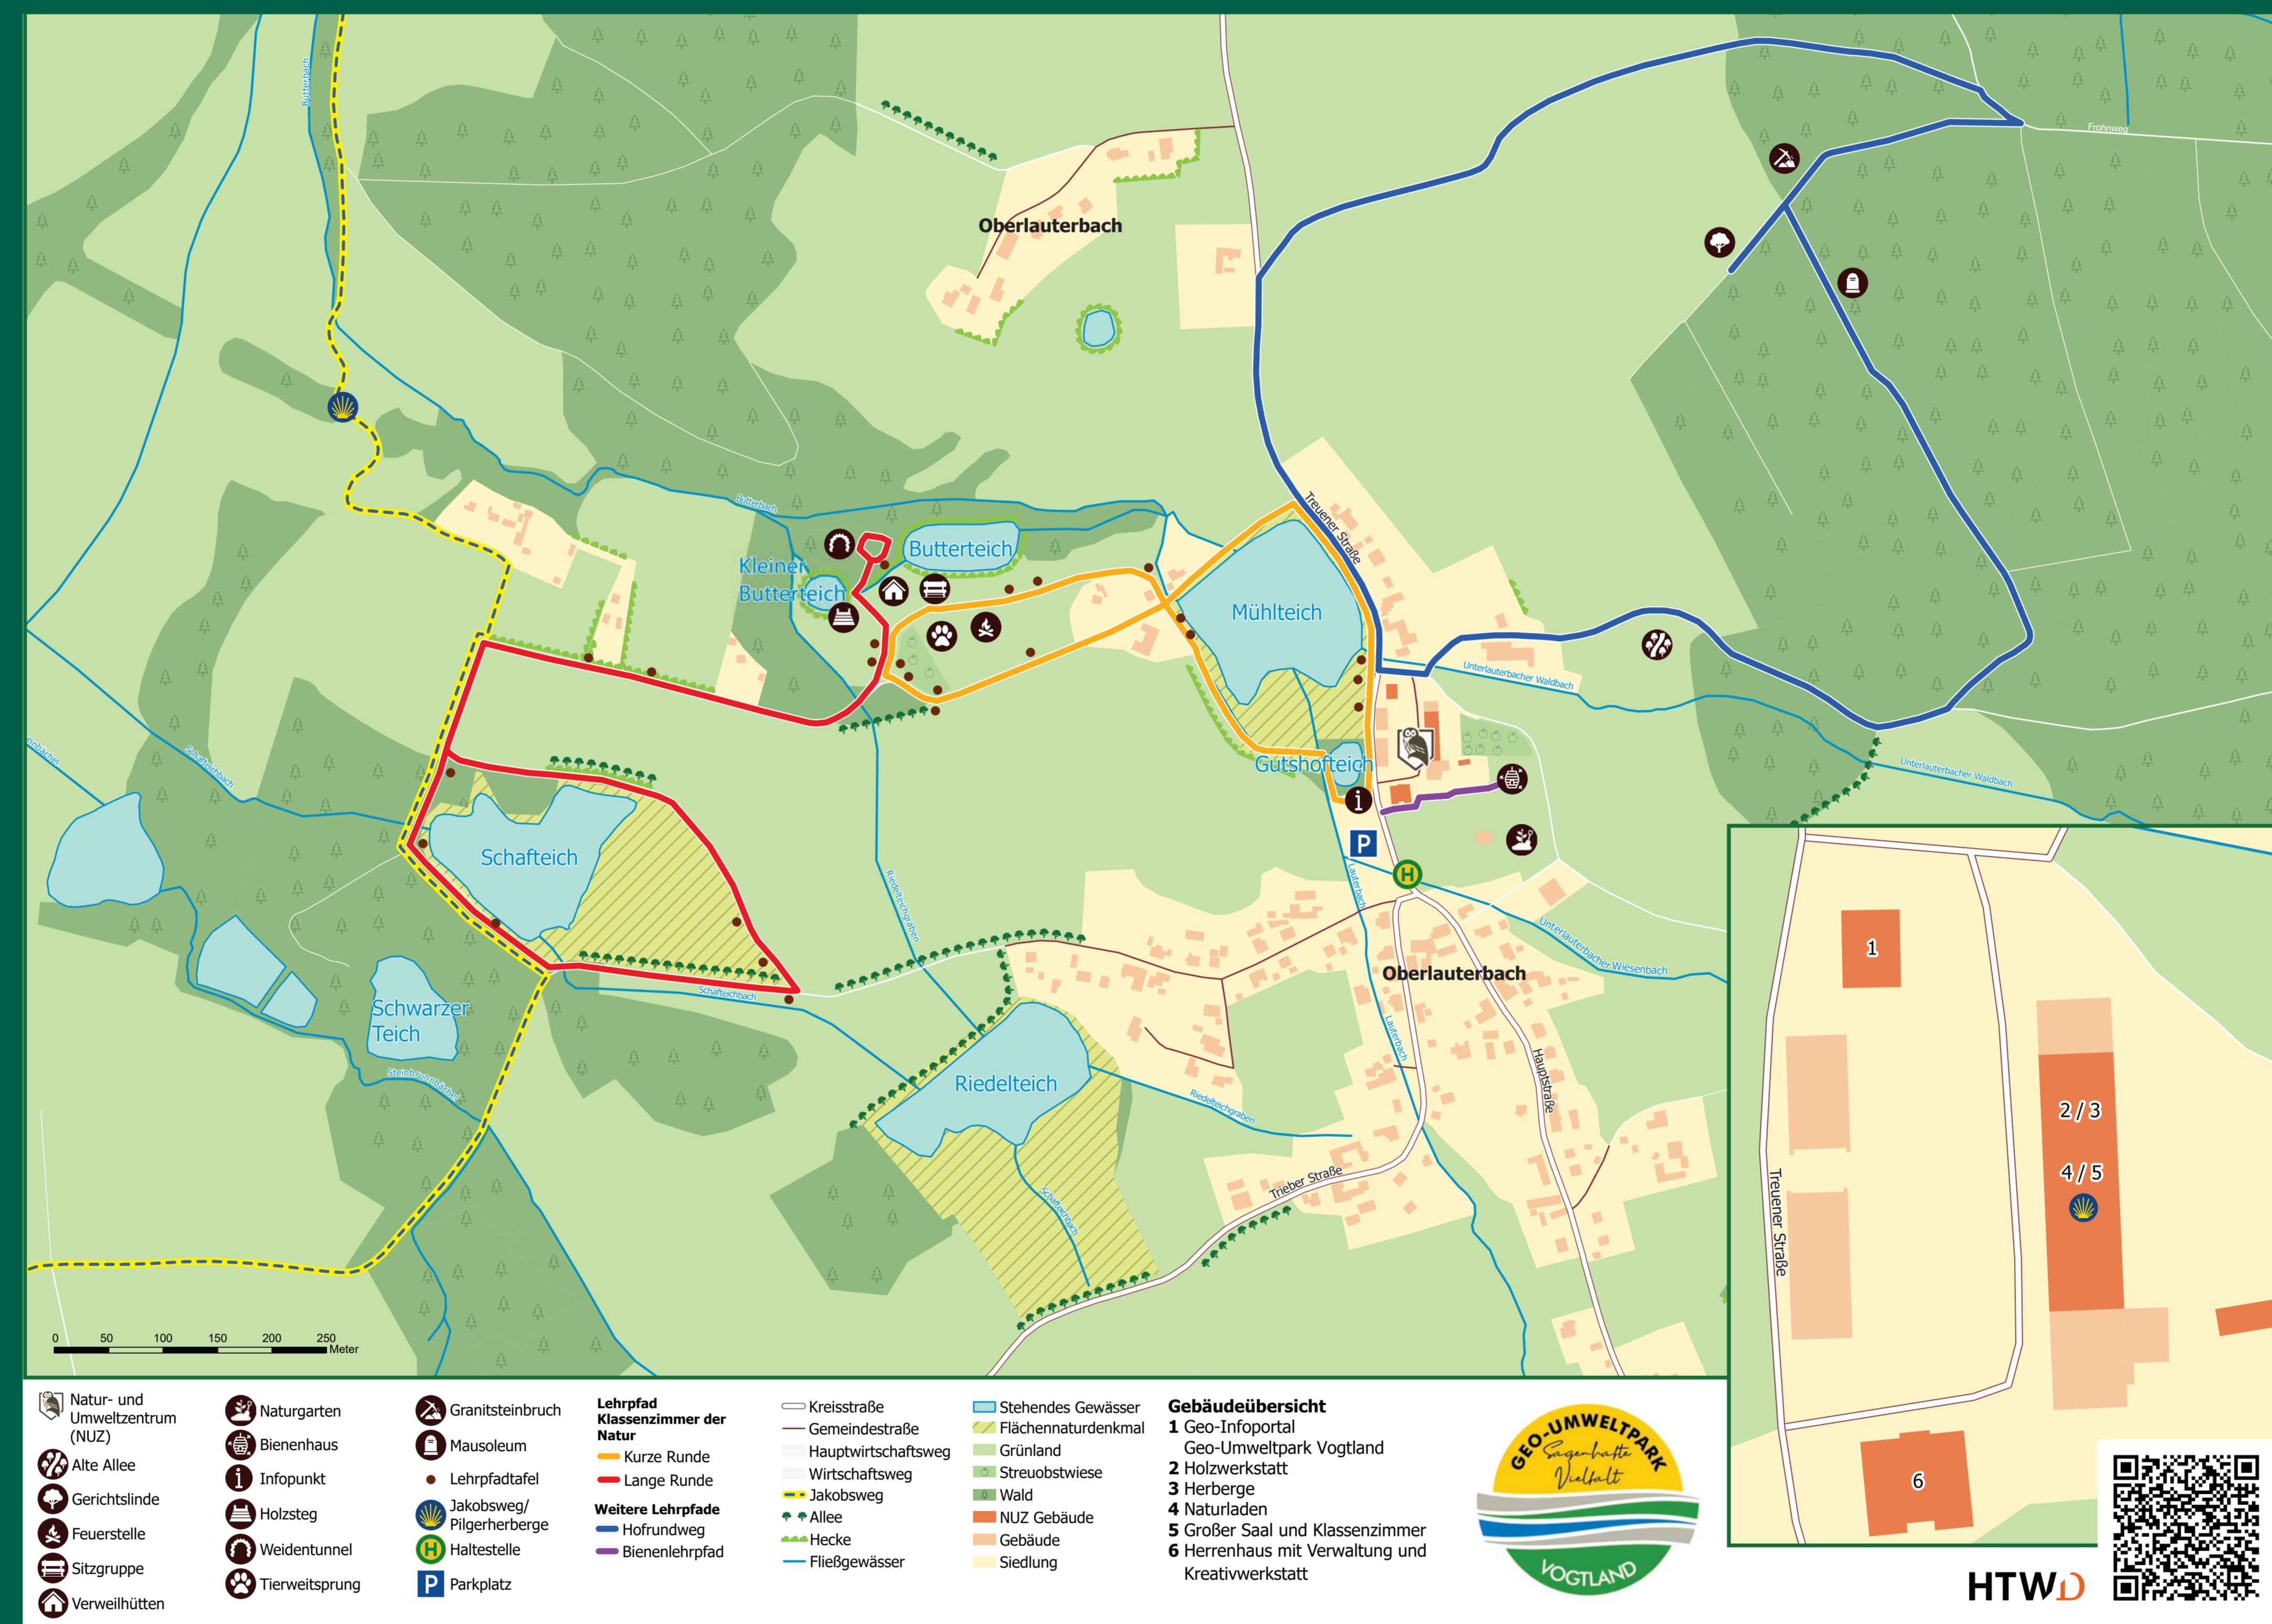 Butterbach
Frohnweg
Oberlauterbach
Treuener Straße
Butterbach
Butterteich
Kleiner
Butterteich
Mühlteich
Unterlauterbacher Waldbach
Schafteichbach
Gutshofteich
Unterlauterbacher Waldbach
i
P
H
Schafteich
Riedelteichgraben
Lauterbach
Unterlauterbacher Wiesenbach
Oberlauterbach
Schafteichbach
Schwarzer
Teich
Steinbrunnbächel
Riedelteich
Riedelteichgraben
Lauterbach
Hauptstraße
Schafteichbach
Trieber Straße
1
2 / 3
4 / 5
6
Treuener Straße
0 50 100 150 200 250
Meter
Natur- und
Umweltzentrum
(NUZ)
Alte Allee
Gerichtslinde
Feuerstelle
Sitzgruppe
Verweilhütten
Naturgarten
Bienenhaus
i Infopunkt
Holzsteg
Weidentunnel
Tierweitsprung
Granitsteinbruch
Mausoleum
Lehrpfadtafel
Jakobsweg/
Pilgerherberge
H Haltestelle
P Parkplatz
Lehrpfad
Klassenzimmer der
Natur
Kurze Runde
Lange Runde
Weitere Lehrpfade
Hofrundweg
Bienenlehrpfad
Kreisstraße
Gemeindestraße
Hauptwirtschaftsweg
Wirtschaftsweg
Jakobsweg
Allee
Hecke
Fließgewässer
Stehendes Gewässer
Flächennaturdenkmal
Grünland
Streuobstwiese
Wald
NUZ Gebäude
Gebäude
Siedlung
Gebäudeübersicht
1 Geo-Infoportal
Geo-Umweltpark Vogtland
2 Holzwerkstatt
3 Herberge
4 Naturladen
5 Großer Saal und Klassenzimmer
6 Herrenhaus mit Verwaltung und
Kreativwerkstatt
GEO-UMWELTPARK
Sagenhafte
Vielfalt
VOGTLAND
HTWD